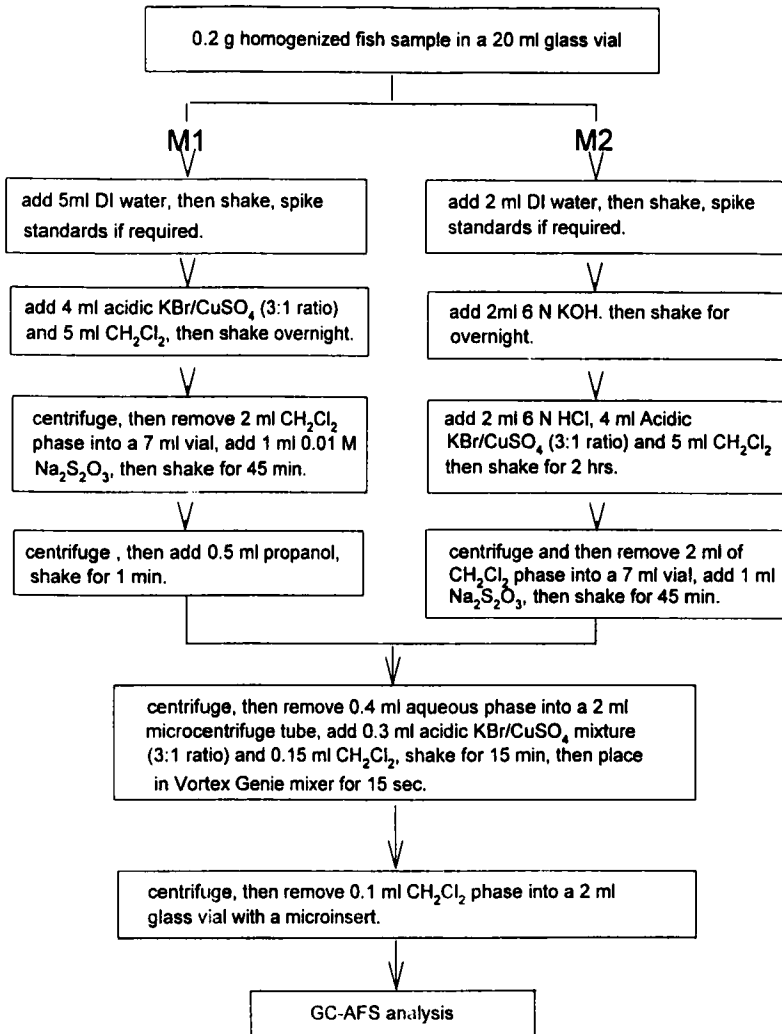 0.2 g homogenized fish sample in a 20 ml glass vial
M1
M2
add 5ml DI water, then shake, spike
standards if required.
add 2 ml DI water, then shake, spike
standards if required.
add 4 ml acidic KBr/CuSO₄ (3:1 ratio)
and 5 ml CH₂Cl₂, then shake overnight.
add 2ml 6 N KOH. then shake for
overnight.
centrifuge, then remove 2 ml CH₂Cl₂
phase into a 7 ml vial, add 1 ml 0.01 M
Na₂S₂O₃, then shake for 45 min.
add 2 ml 6 N HCl, 4 ml Acidic
KBr/CuSO₄ (3:1 ratio) and 5 ml CH₂Cl₂
then shake for 2 hrs.
centrifuge , then add 0.5 ml propanol,
shake for 1 min.
centrifuge and then remove 2 ml of
CH₂Cl₂ phase into a 7 ml vial, add 1 ml
Na₂S₂O₃, then shake for 45 min.
centrifuge, then remove 0.4 ml aqueous phase into a 2 ml
microcentrifuge tube, add 0.3 ml acidic KBr/CuSO₄ mixture
(3:1 ratio) and 0.15 ml CH₂Cl₂, shake for 15 min, then place
in Vortex Genie mixer for 15 sec.
centrifuge, then remove 0.1 ml CH₂Cl₂ phase into a 2 ml
glass vial with a microinsert.
GC-AFS analysis